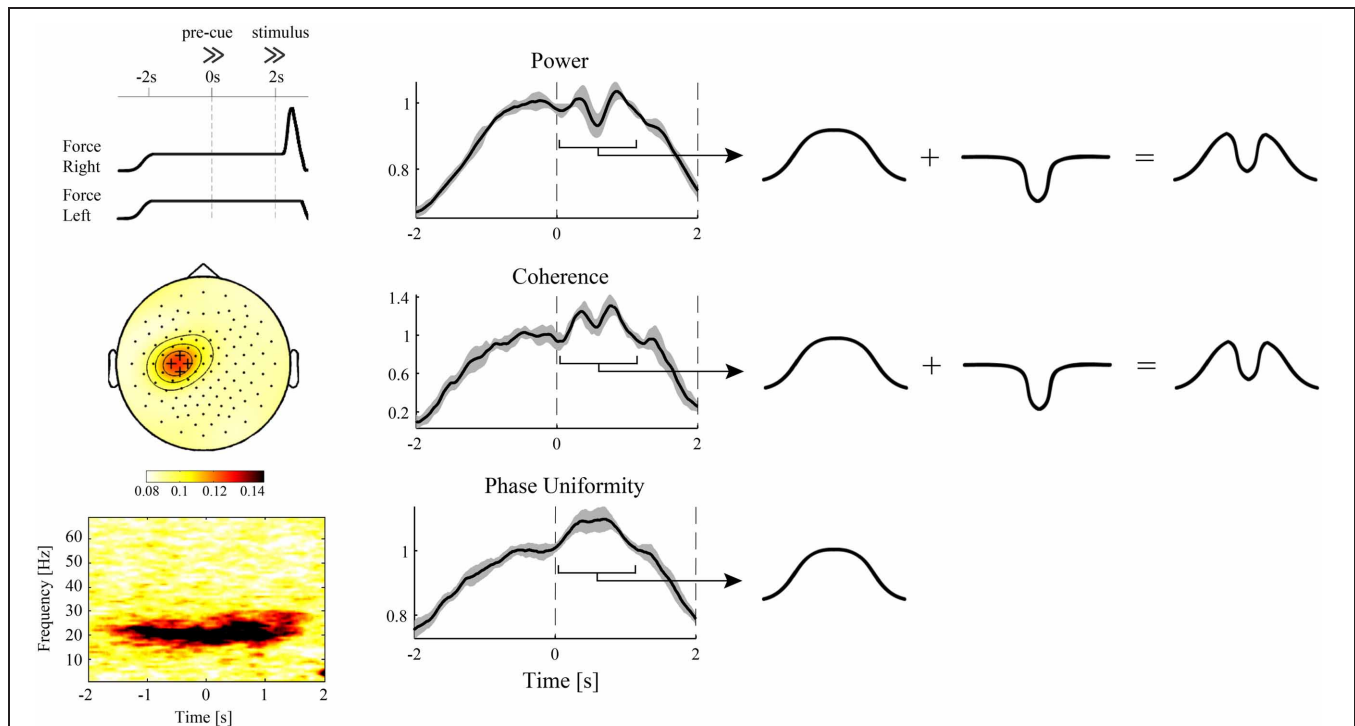 pre-cue stimulus
≫ ≫
-2s 0s 2s
Force
Right
Force
Left
0.08 0.1 0.12 0.14
Frequency [Hz]
60
50
40
30
20
10
-2 -1 0 1 2
Time [s]
Power
1
0.8
-2 0 2
+ =
Coherence
1.4
1
0.6
0.2
-2 0 2
+ =
Phase Uniformity
1
0.8
-2 0 2
Time [s]